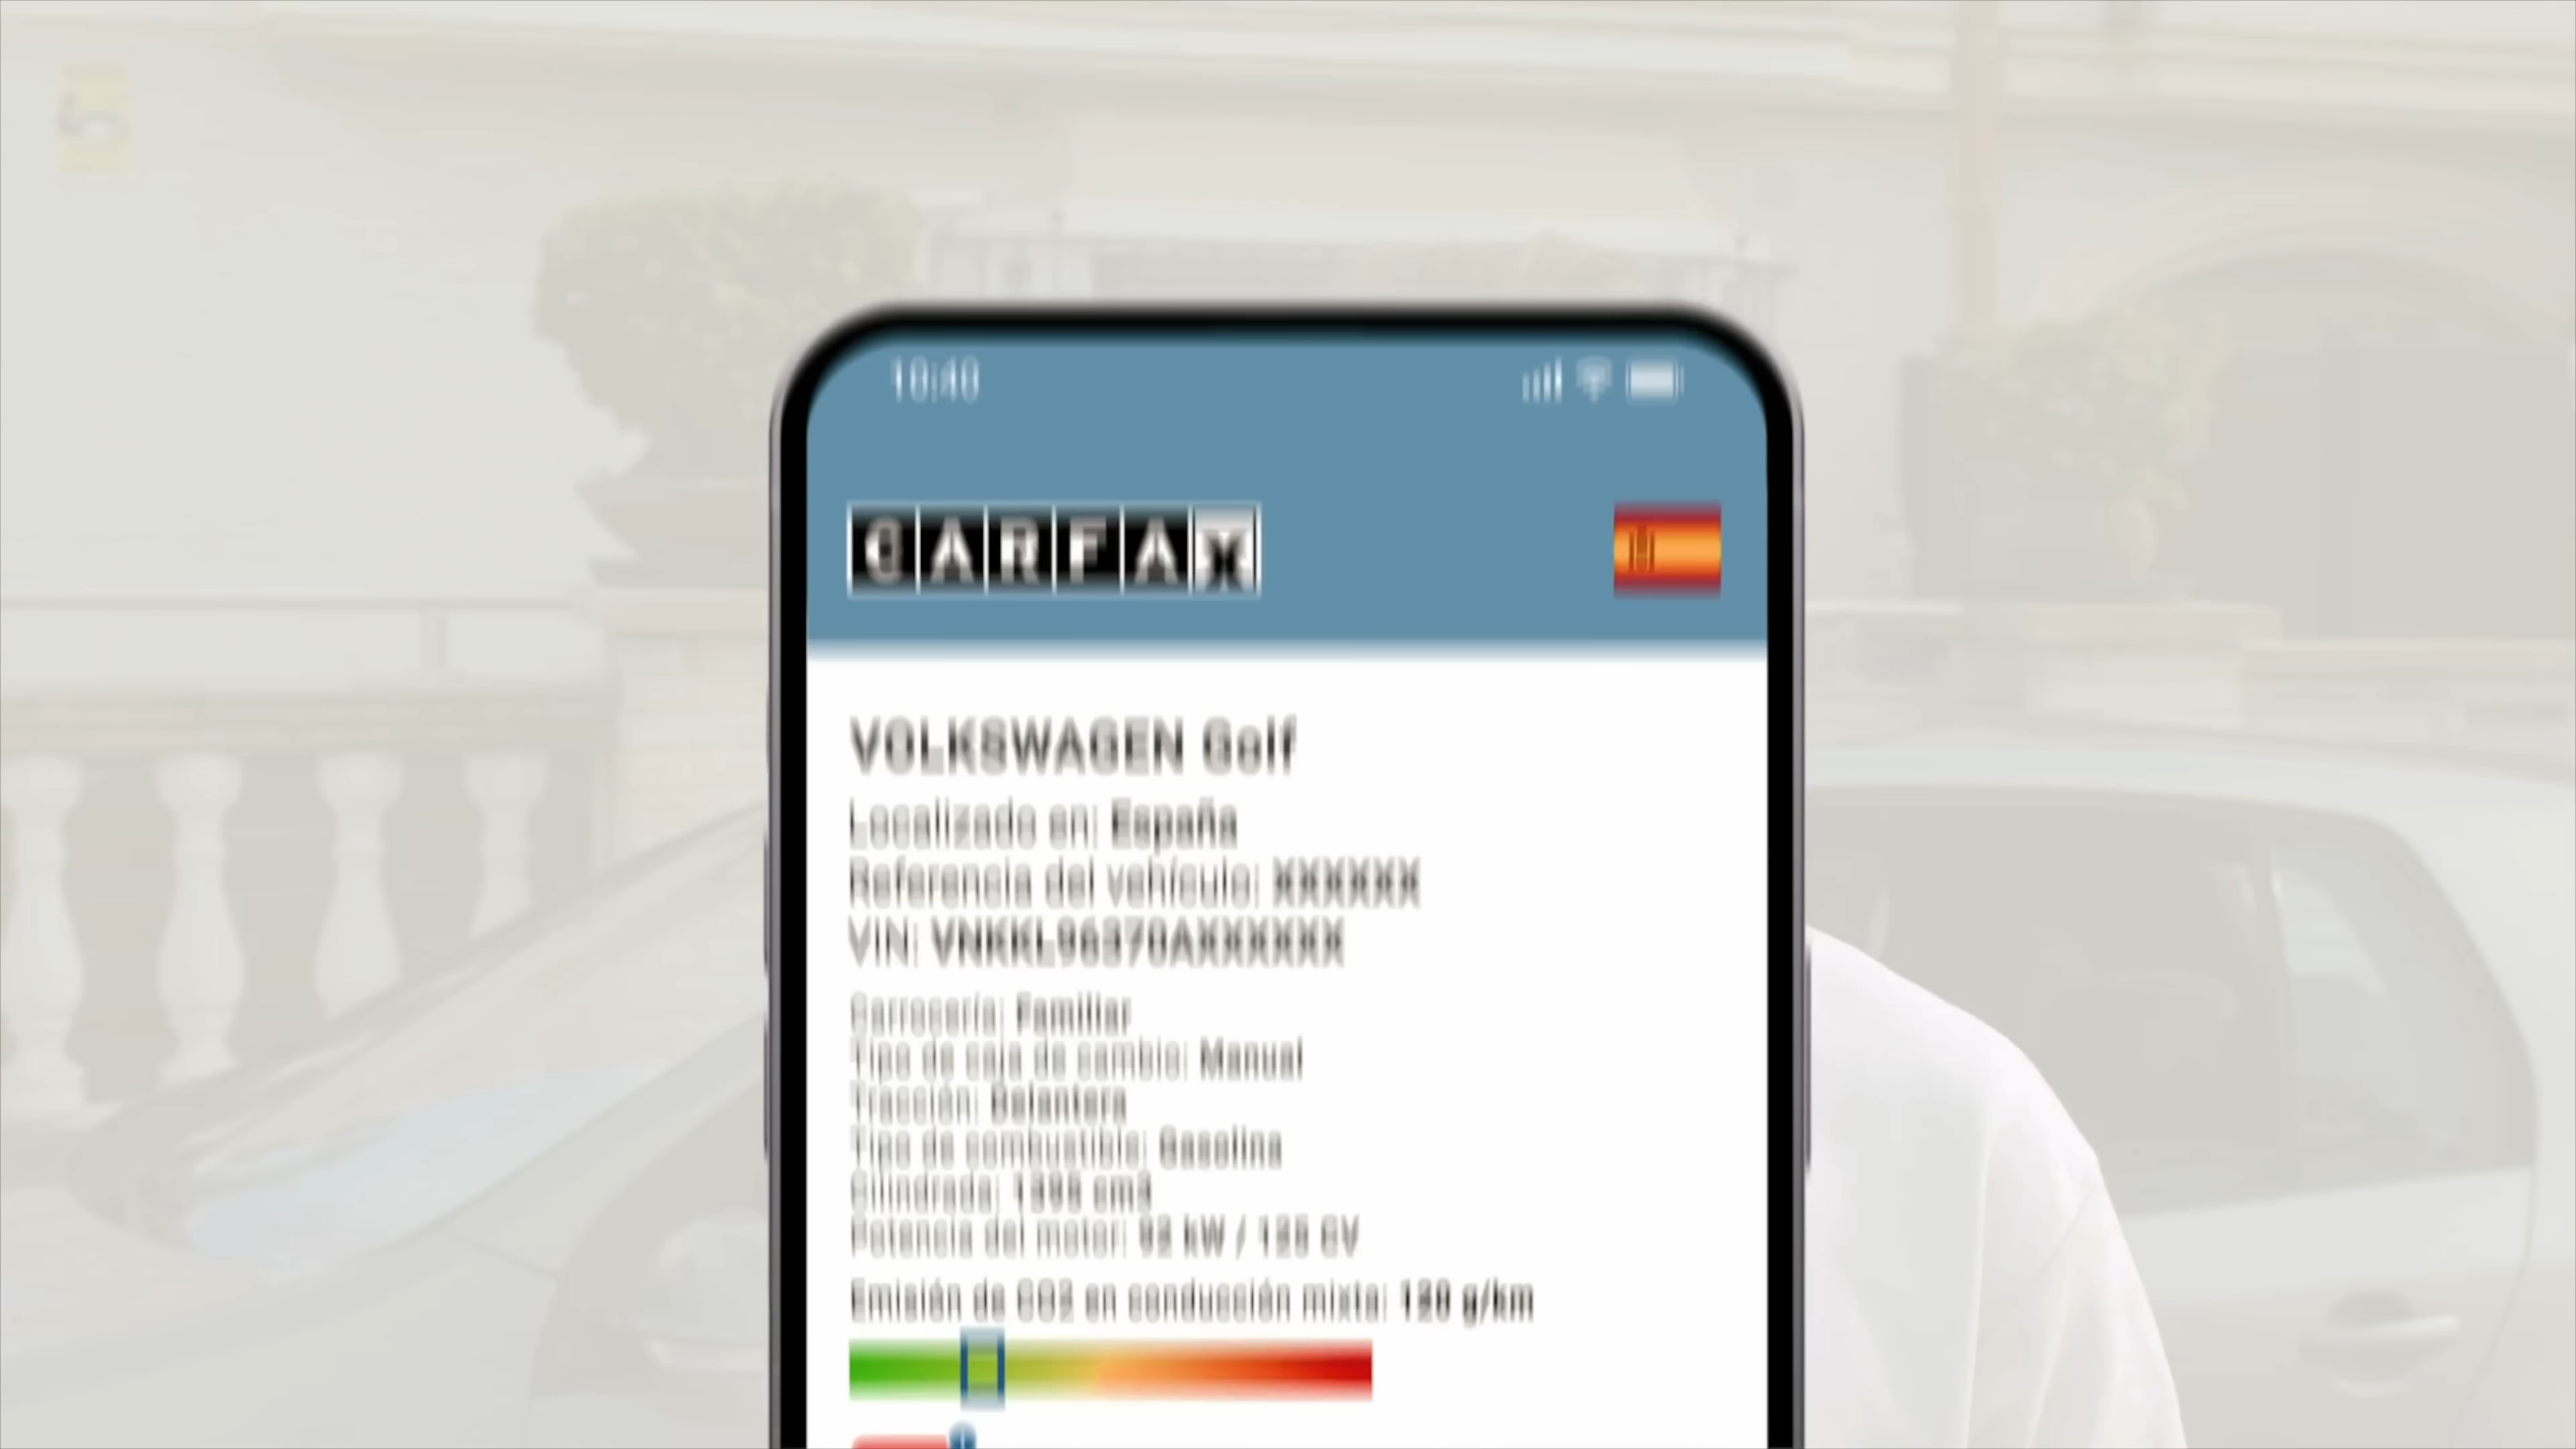 10:40
CARFAX
VOLKSWAGEN Golf
Localizado en: España
Referencia del vehículo: XXXXXX
VIN: VNKKL96370AXXXXXX
Carrocería: Familiar
Tipo de caja de cambio: Manual
Tracción: Delantera
Tipo de combustible: Gasolina
Cilindrada: cm3
Potencia del motor: 92 kW / 125 CV
Emisión de CO2 en conducción mixta: 120 g/km